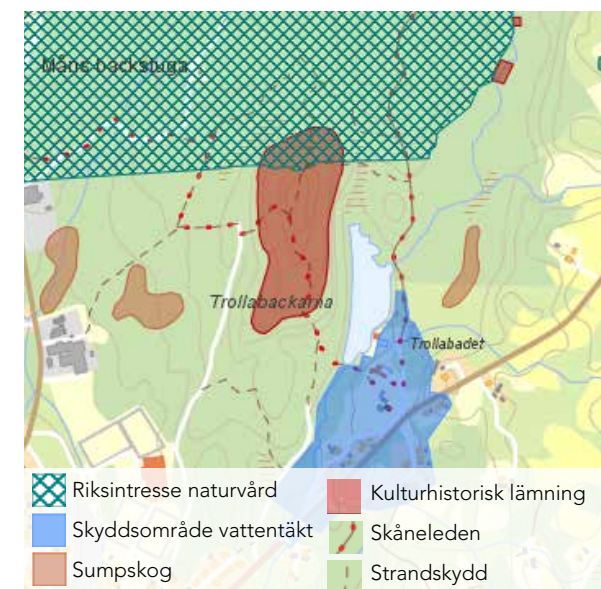 Måns backstuga
Trollabackarna
Trollabadet
Riksintresse naturvård
Skyddsområde vattentäkt
Sumpskog
Kulturhistorisk lämning
Skåneleden
Strandskydd